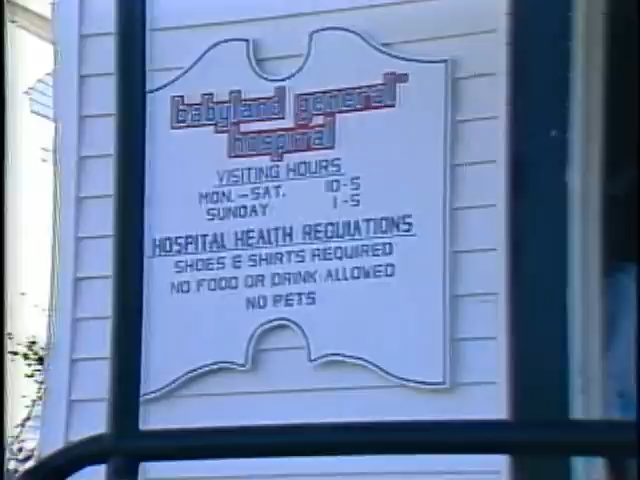 babyland general™
hospital
VISITING HOURS
MON.-SAT. 10-5
SUNDAY 1-5
HOSPITAL HEALTH REGULATIONS
SHOES & SHIRTS REQUIRED
NO FOOD OR DRINK ALLOWED
NO PETS